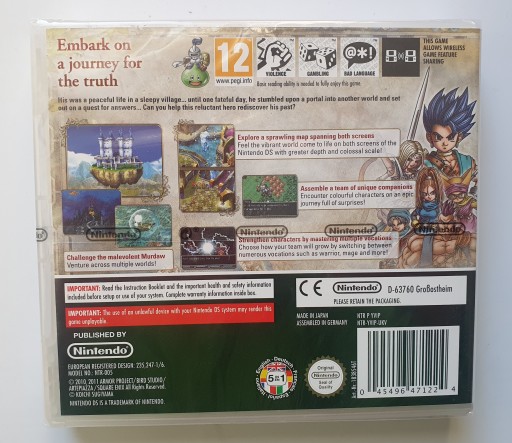 Embark on
a journey for
the truth
12
www.pegi.info
VIOLENCE
GAMBLING
BAD LANGUAGE
Basic reading ability is needed to fully enjoy this game.
THIS GAME
ALLOWS WIRELESS
GAME FEATURE
SHARING
His was a peaceful life in a sleepy village... until one fateful day, he stumbled upon a portal into another world and set
out on a quest for answers... Can you help this reluctant hero rediscover his past?
Explore a sprawling map spanning both screens
Feel the vibrant world come to life on both screens of the
Nintendo DS with greater depth and colossal scale!
Assemble a team of unique companions
Encounter colourful characters on an epic
journey full of surprises!
Nintendo
Nintendo
Nintendo
Challenge the malevolent Murdaw
Venture across multiple worlds!
Strengthen characters by mastering multiple vocations
Choose how your team will grow by switching between
numerous vocations such as warrior, mage and more!
IMPORTANT: Read the Instruction Booklet and the important health and safety information
included before setup or use of your system. Complete warranty information inside box.
IMPORTANT: The use of an unlawful device with your Nintendo DS system may render this
game unplayable.
CE Nintendo D-63760 Großostheim
PLEASE RETAIN THE PACKAGING.
PUBLISHED BY
Nintendo
EUROPEAN REGISTERED DESIGN: 235,247-1/6.
MODEL NO.: NTR-005
© 2010, 2011 ARMOR PROJECT/BIRD STUDIO/
ARTEPIAZZA/SQUARE ENIX All Rights Reserved.
© KOICHI SUGIYAMA
NINTENDO DS IS A TRADEMARK OF NINTENDO.
English Deutsch
5 in 1
Español
Original
Nintendo
Seal of
Quality
MADE IN JAPAN
ASSEMBLED IN GERMANY
NTR P YVIP
NTR-YVIP-UKV
0 45496 47122 4